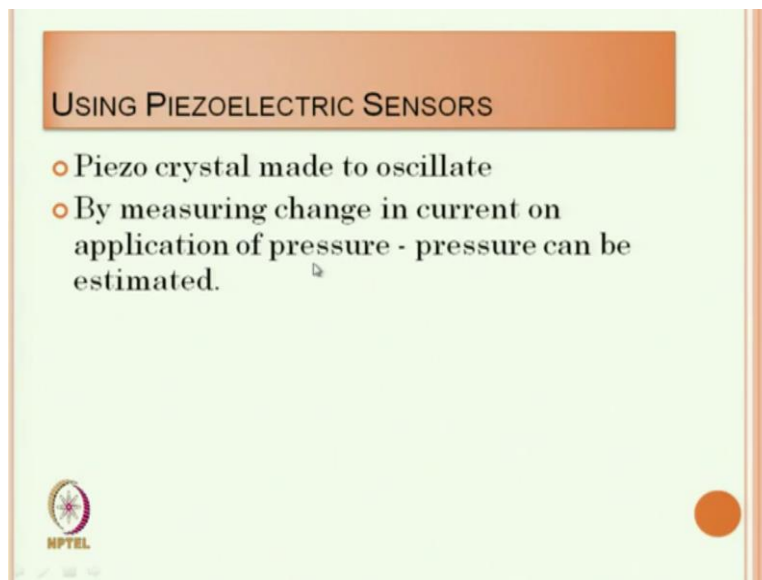 USING PIEZOELECTRIC SENSORS
Piezo crystal made to oscillate
By measuring change in current on
application of pressure - pressure can be
estimated.
NPTEL